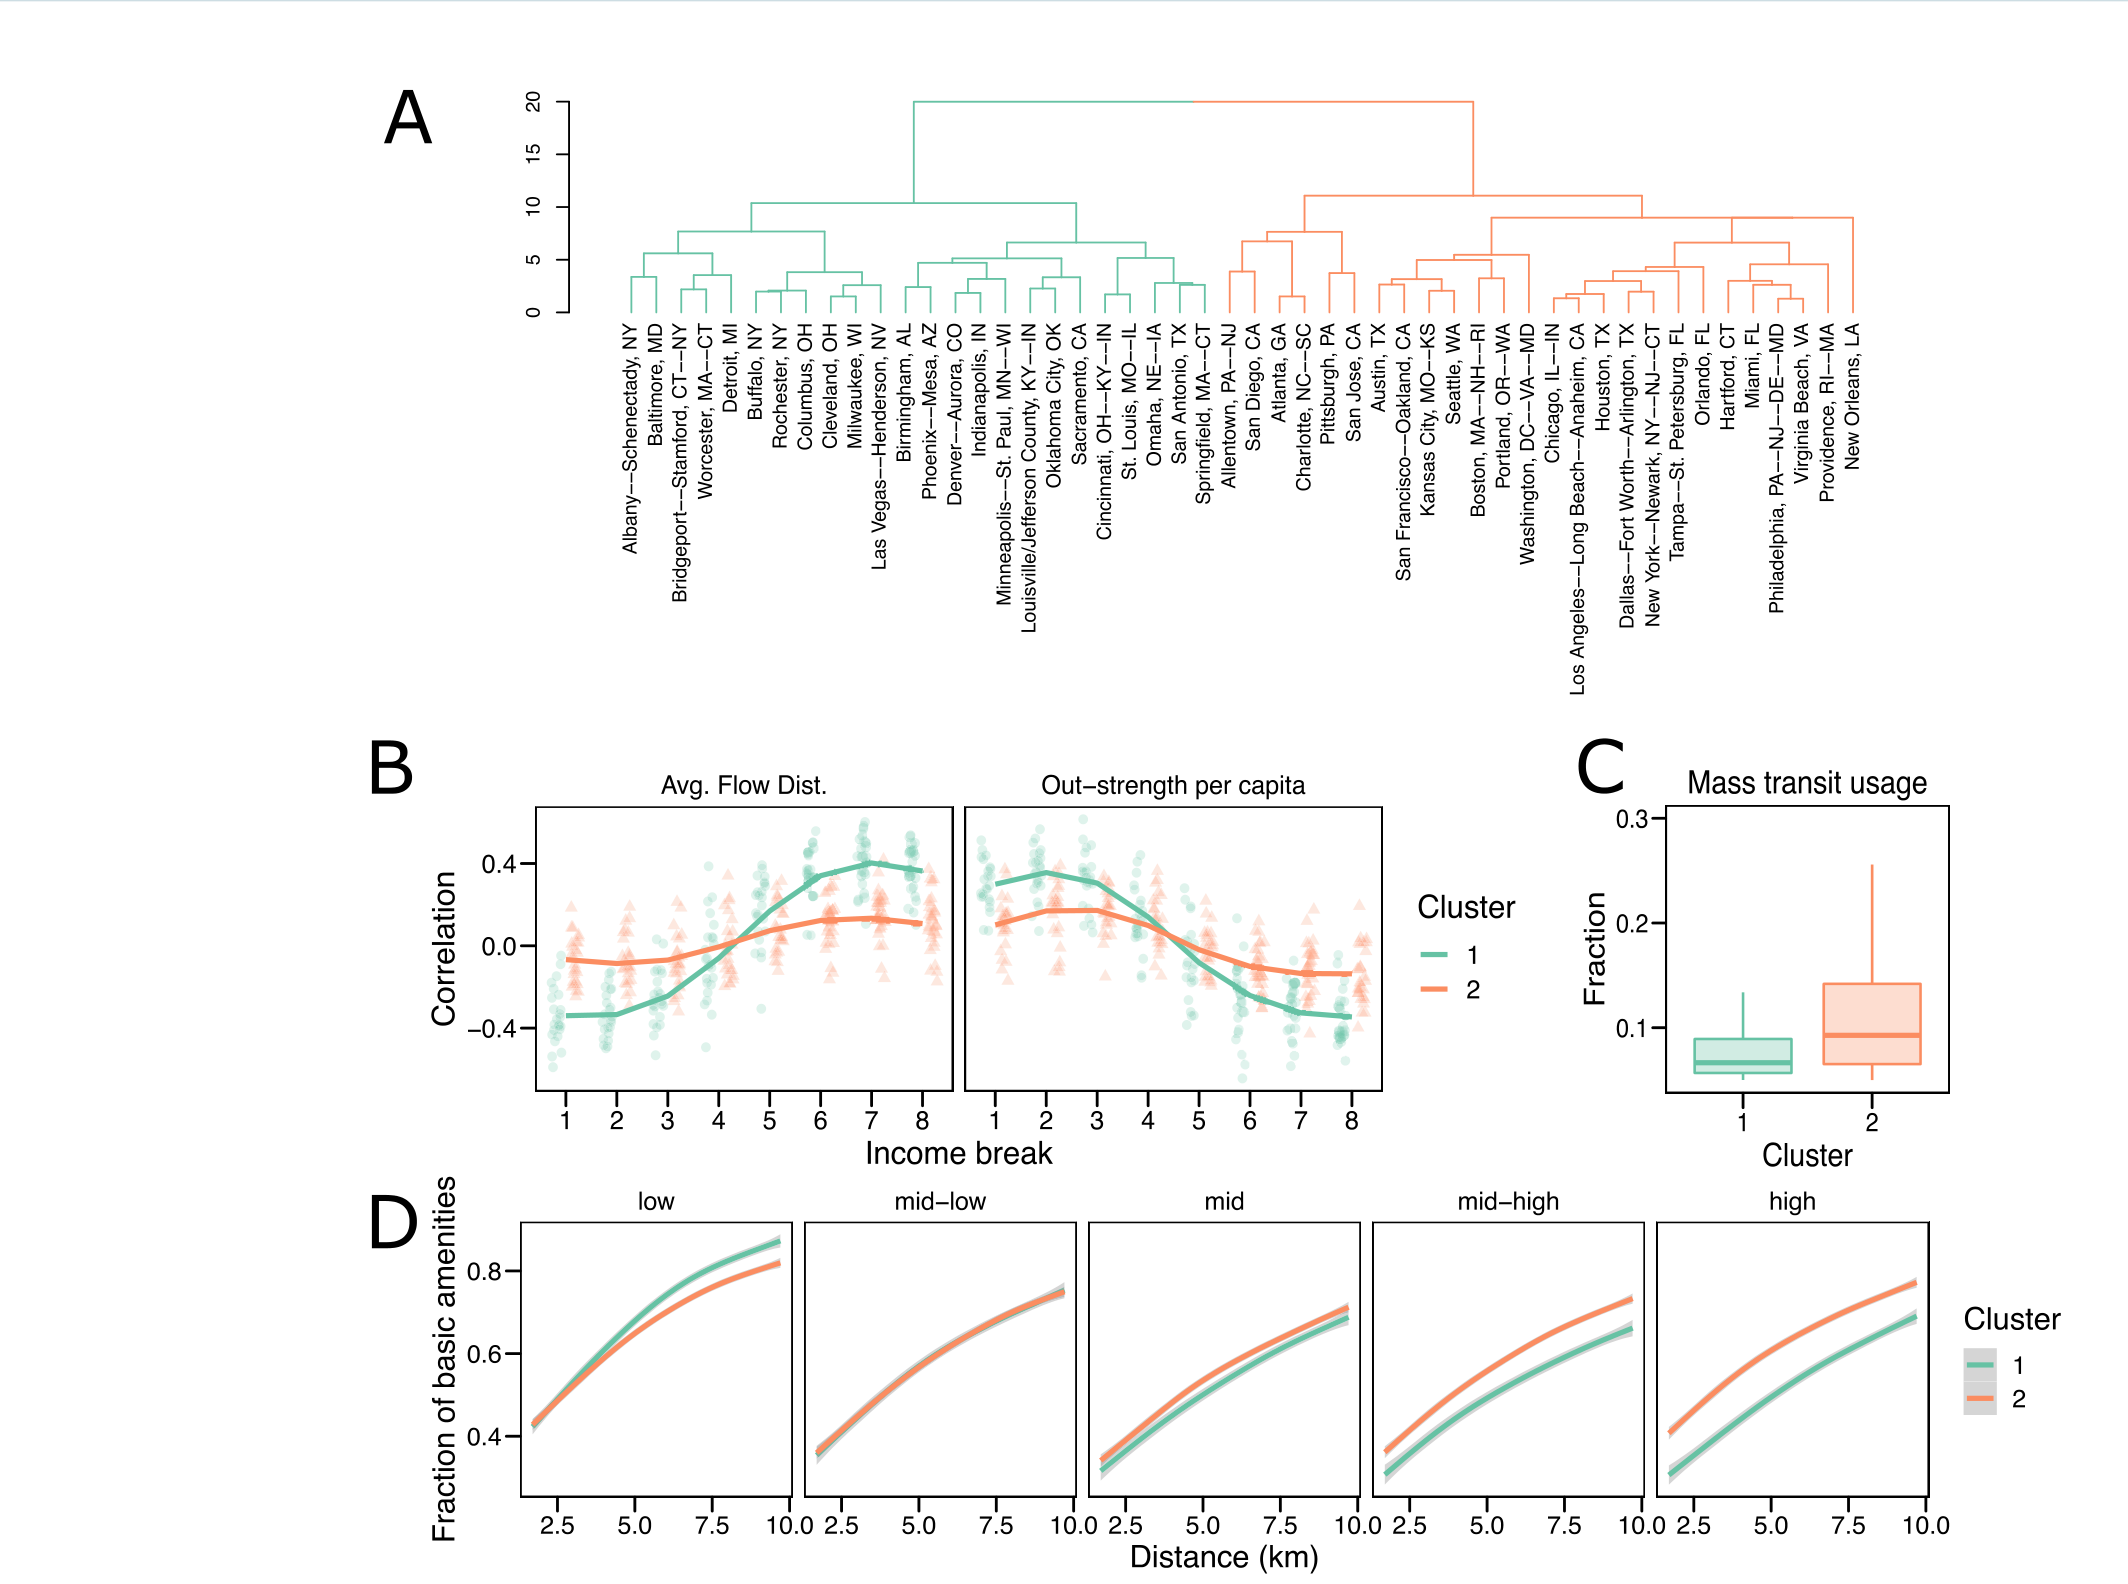 A
20
15
10
5
0
Albany−−Schenectady, NY
Baltimore, MD
Bridgeport−−Stamford, CT−−NY
Worcester, MA−−CT
Detroit, MI
Buffalo, NY
Rochester, NY
Columbus, OH
Cleveland, OH
Milwaukee, WI
Las Vegas−−Henderson, NV
Birmingham, AL
Phoenix−−Mesa, AZ
Denver−−Aurora, CO
Indianapolis, IN
Minneapolis−−St. Paul, MN−−WI
Louisville/Jefferson County, KY−−IN
Oklahoma City, OK
Sacramento, CA
Cincinnati, OH−−KY−−IN
St. Louis, MO−−IL
Omaha, NE−−IA
San Antonio, TX
Springfield, MA−−CT
Allentown, PA−−NJ
San Diego, CA
Atlanta, GA
Charlotte, NC−−SC
Pittsburgh, PA
San Jose, CA
Austin, TX
San Francisco−−Oakland, CA
Kansas City, MO−−KS
Seattle, WA
Boston, MA−−NH−−RI
Portland, OR−−WA
Washington, DC−−VA−−MD
Chicago, IL−−IN
Los Angeles−−Long Beach−−Anaheim, CA
Houston, TX
Dallas−−Fort Worth−−Arlington, TX
New York−−Newark, NY−−NJ−−CT
Tampa−−St. Petersburg, FL
Orlando, FL
Hartford, CT
Miami, FL
Philadelphia, PA−−NJ−−DE−−MD
Virginia Beach, VA
Providence, RI−−MA
New Orleans, LA
B
Avg. Flow Dist.
Out−strength per capita
Correlation
0.4
0.0
−0.4
1 2 3 4 5 6 7 8
1 2 3 4 5 6 7 8
Income break
Cluster
1
2
C
Mass transit usage
Fraction
0.3
0.2
0.1
1 2
Cluster
D
Fraction of basic amenities
low
mid−low
mid
mid−high
high
0.8
0.6
0.4
2.5 5.0 7.5 10.0
2.5 5.0 7.5 10.0
2.5 5.0 7.5 10.0
2.5 5.0 7.5 10.0
2.5 5.0 7.5 10.0
Distance (km)
Cluster
1
2